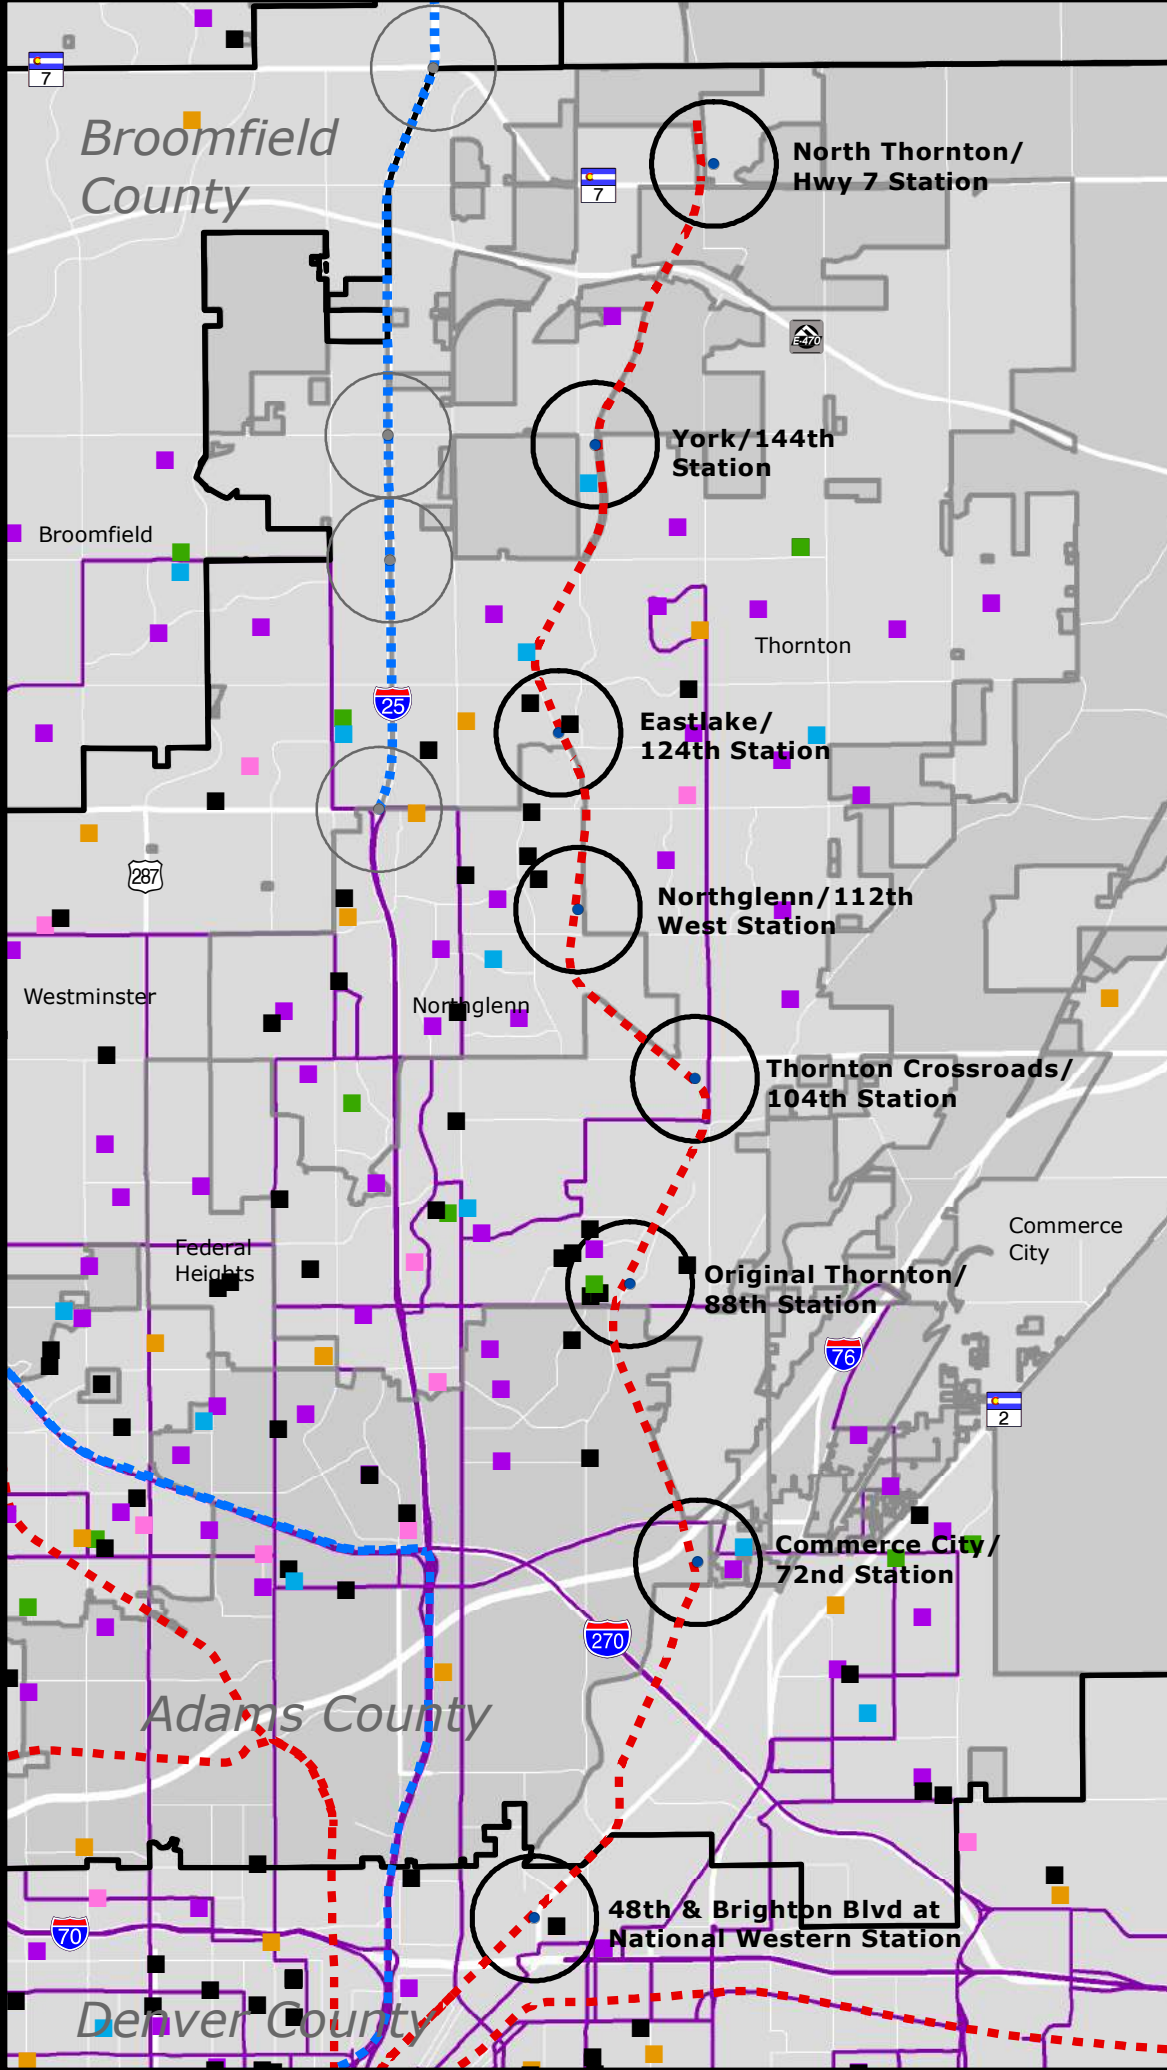 7
Broomfield
County
North Thornton/
Hwy 7 Station
7
E-470
York/144th
Station
Broomfield
Thornton
25
Eastlake/
124th Station
287
Northglenn/112th
West Station
Westminster
Northglenn
Thornton Crossroads/
104th Station
Commerce
City
Federal
Heights
Original Thornton/
88th Station
76
2
Commerce City/
72nd Station
270
Adams County
48th & Brighton Blvd at
National Western Station
70
Denver County